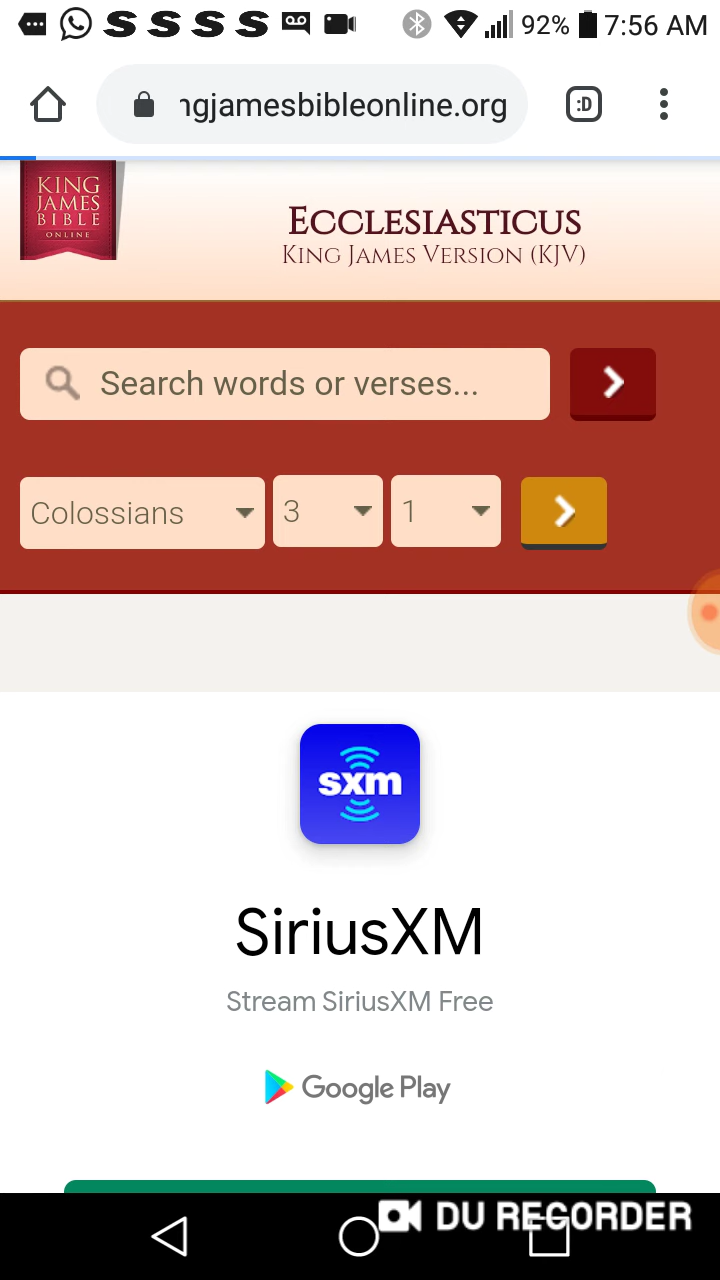 92% 7:56 AM
ngjamesbibleonline.org
:D
KING
JAMES
BIBLE
ONLINE
ECCLESIASTICUS
KING JAMES VERSION (KJV)
Search words or verses...
Colossians 3 1
sxm
SiriusXM
Stream SiriusXM Free
Google Play
DU RECORDER